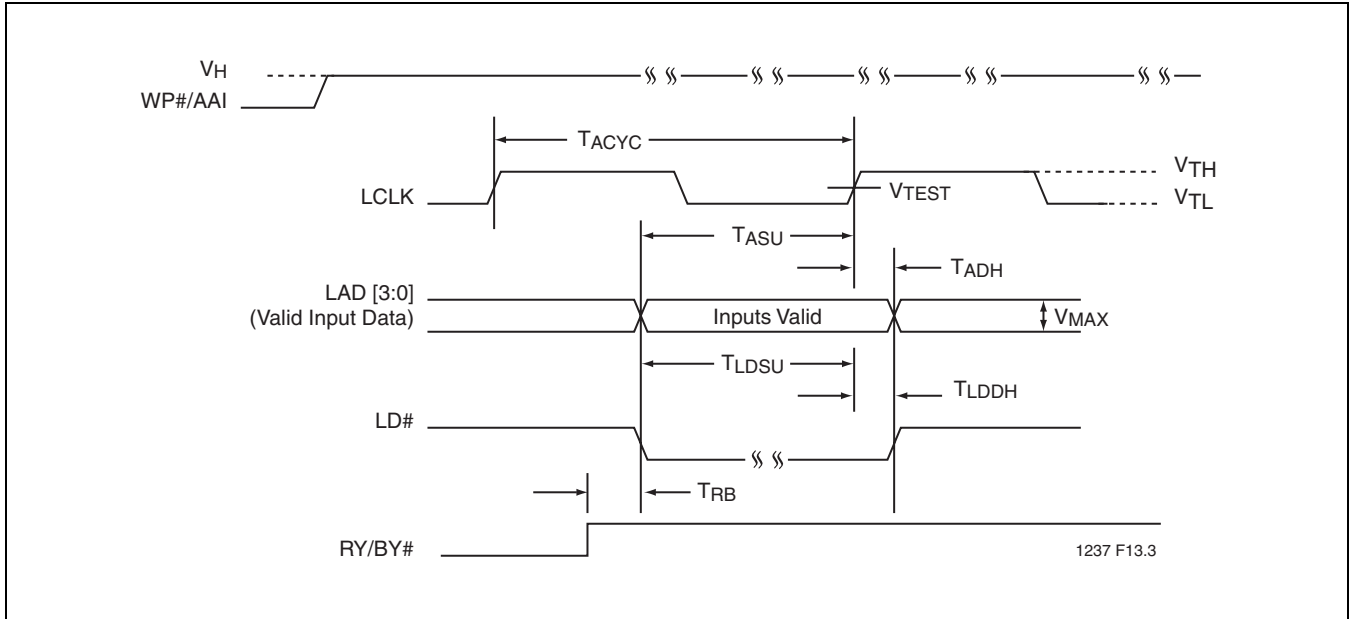 VH
WP#/AAI
TACYC
VTH
LCLK
VTEST
VTL
TASU
TADH
LAD [3:0]
(Valid Input Data)
Inputs Valid
VMAX
TLDSU
TLDDH
LD#
TRB
RY/BY#
1237 F13.3